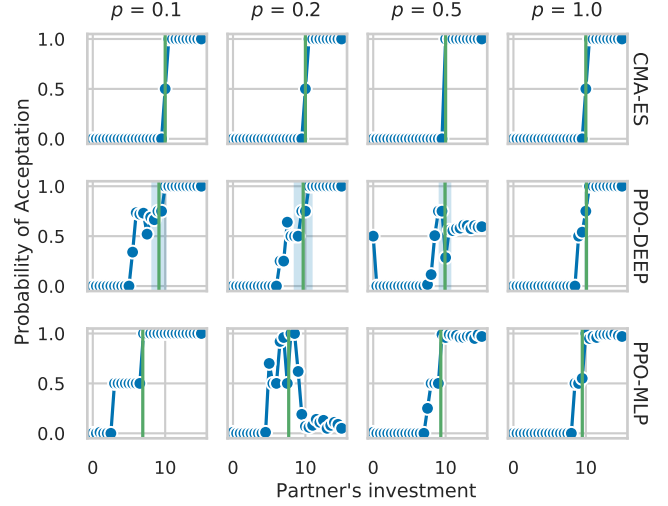 p = 0.1
p = 0.2
p = 0.5
p = 1.0
Probability of Acceptation
1.0
0.5
0.0
CMA-ES
1.0
0.5
0.0
PPO-DEEP
1.0
0.5
0.0
PPO-MLP
0 10
0 10
0 10
0 10
Partner's investment